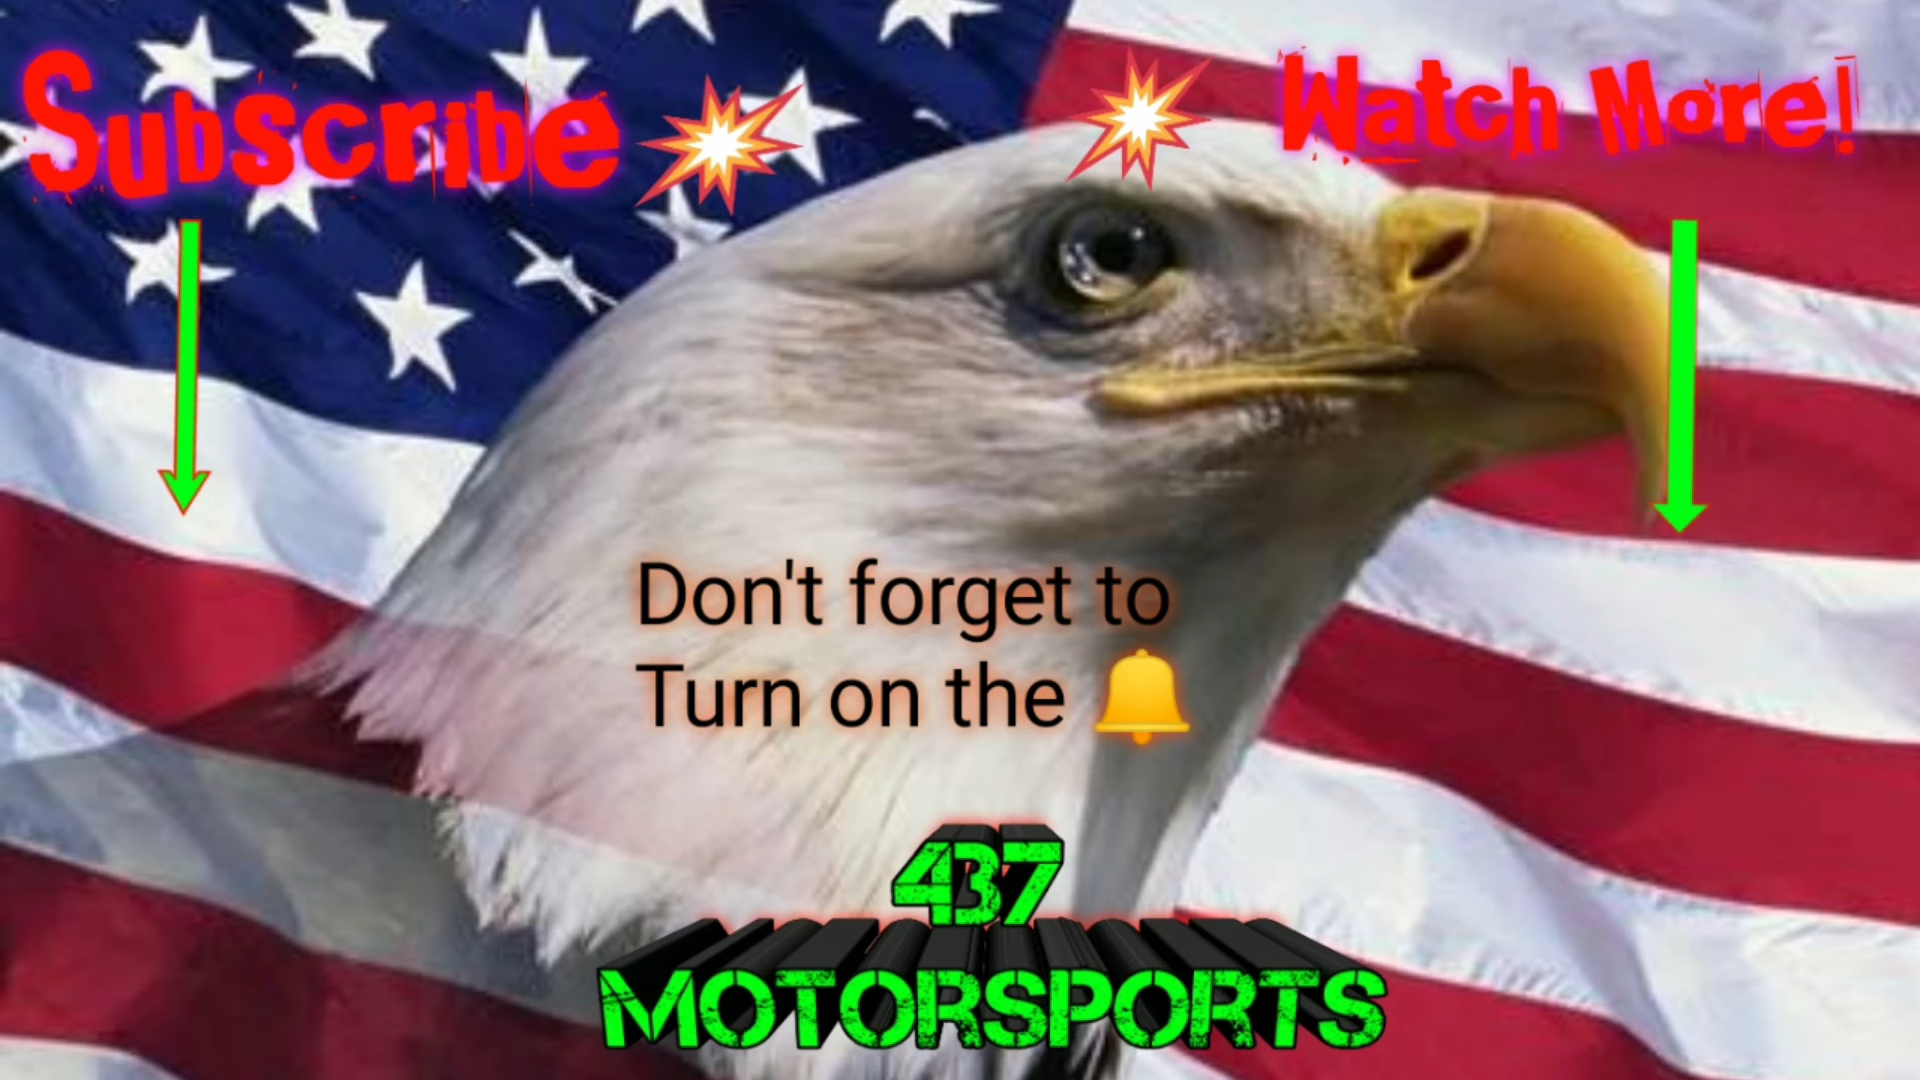 Subscribe 💥
💥 Watch More!
Don't forget to
Turn on the 🔔
437
MOTORSPORTS